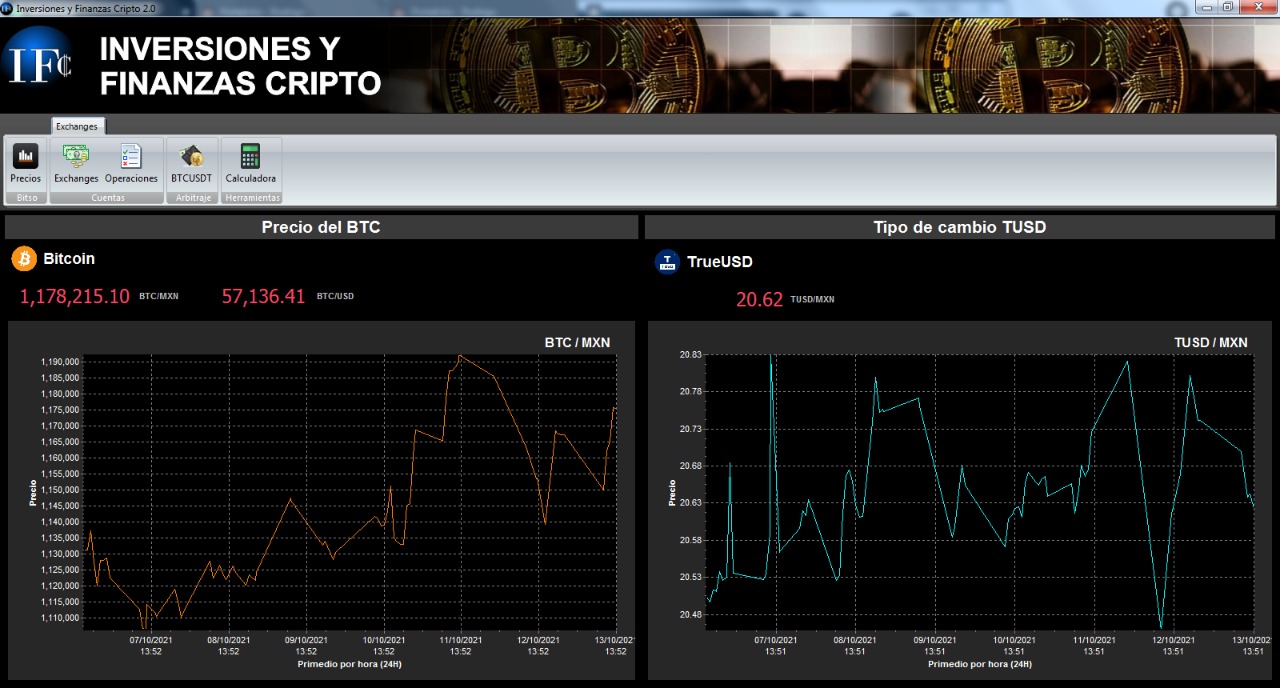 Inversiones y Finanzas Cripto 2.0
IF₵
INVERSIONES Y
FINANZAS CRIPTO
Exchanges
Precios
Exchanges
Operaciones
BTCUSDT
Calculadora
Bitso
Cuentas
Arbitraje
Herramientas
Precio del BTC
Bitcoin
1,178,215.10 BTC/MXN 57,136.41 BTC/USD
BTC / MXN
1,190,000
1,185,000
1,180,000
1,175,000
1,170,000
1,165,000
1,160,000
1,155,000
1,150,000
1,145,000
1,140,000
1,135,000
1,130,000
1,125,000
1,120,000
1,115,000
1,110,000
Precio
07/10/2021 08/10/2021 09/10/2021 10/10/2021 11/10/2021 12/10/2021 13/10/202
13:52 13:52 13:52 13:52 13:52 13:52 13:52
Primedio por hora (24H)
Tipo de cambio TUSD
TrueUSD
20.62 TUSD/MXN
TUSD / MXN
20.83
20.78
20.73
20.68
20.63
20.58
20.53
20.48
Precio
07/10/2021 08/10/2021 09/10/2021 10/10/2021 11/10/2021 12/10/2021 13/10/202
13:51 13:51 13:51 13:51 13:51 13:51 13:51
Primedio por hora (24H)